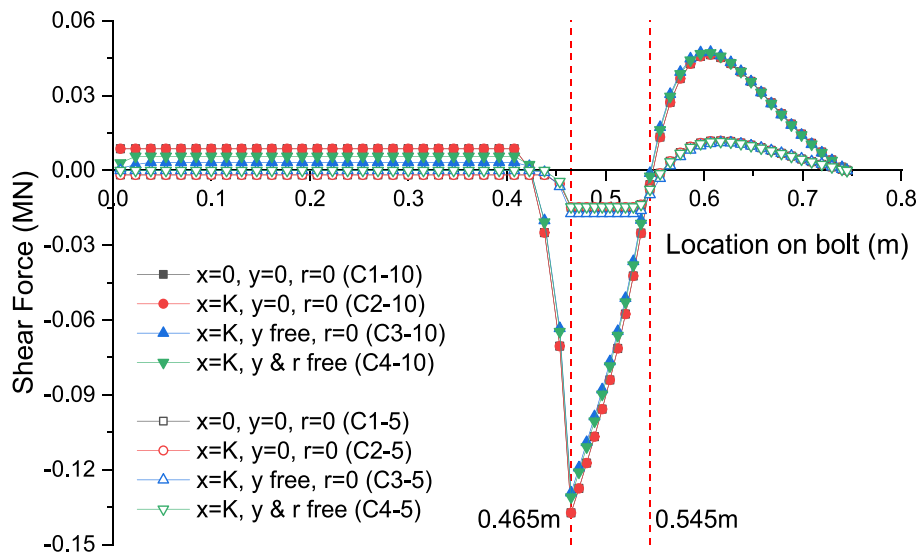 0.06
0.03
0.00
-0.03
-0.06
-0.09
-0.12
-0.15
Shear Force (MN)
0.0 0.1 0.2 0.3 0.4 0.5 0.6 0.7 0.8
Location on bolt (m)
x=0, y=0, r=0 (C1-10)
x=K, y=0, r=0 (C2-10)
x=K, y free, r=0 (C3-10)
x=K, y & r free (C4-10)
x=0, y=0, r=0 (C1-5)
x=K, y=0, r=0 (C2-5)
x=K, y free, r=0 (C3-5)
x=K, y & r free (C4-5)
0.465m
0.545m